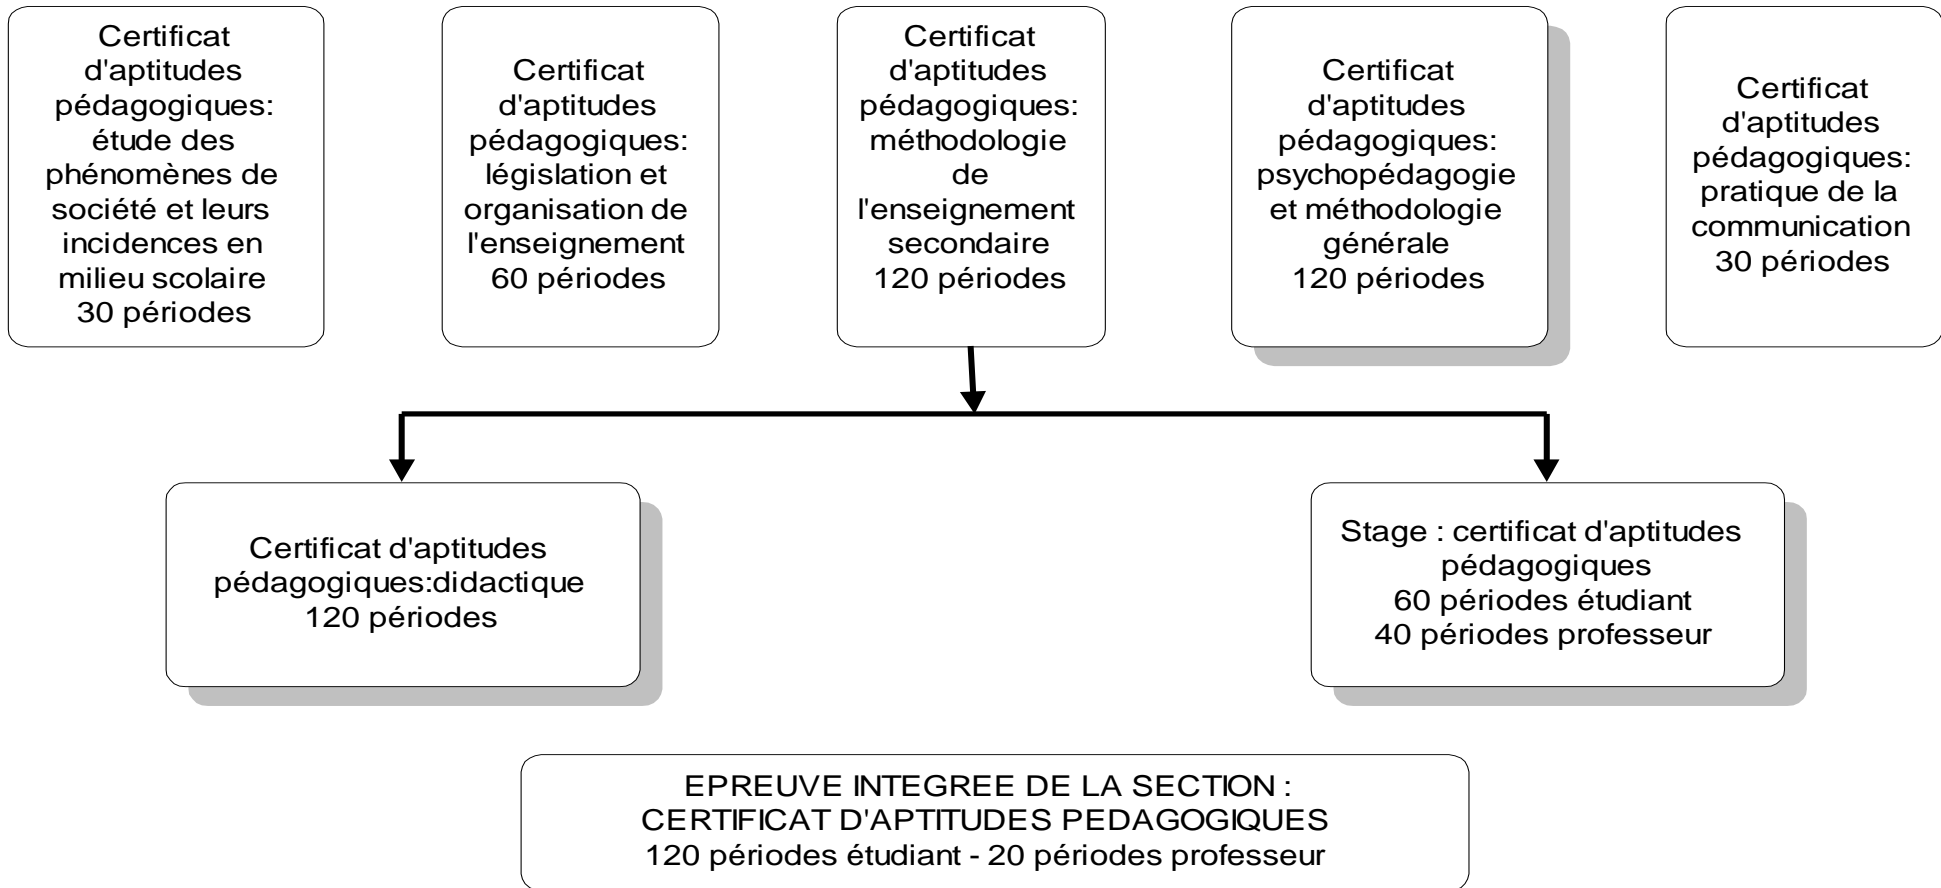 Certificat
d'aptitudes
pédagogiques:
étude des
phénomènes de
société et leurs
incidences en
milieu scolaire
30 périodes
Certificat
d'aptitudes
pédagogiques:
législation et
organisation de
l'enseignement
60 périodes
Certificat
d'aptitudes
pédagogiques:
méthodologie
de
l'enseignement
secondaire
120 périodes
Certificat
d'aptitudes
pédagogiques:
psychopédagogie
et méthodologie
générale
120 périodes
Certificat
d'aptitudes
pédagogiques:
pratique de la
communication
30 périodes
Certificat d'aptitudes
pédagogiques:didactique
120 périodes
Stage : certificat d'aptitudes
pédagogiques
60 périodes étudiant
40 périodes professeur
EPREUVE INTEGREE DE LA SECTION :
CERTIFICAT D'APTITUDES PEDAGOGIQUES
120 périodes étudiant - 20 périodes professeur